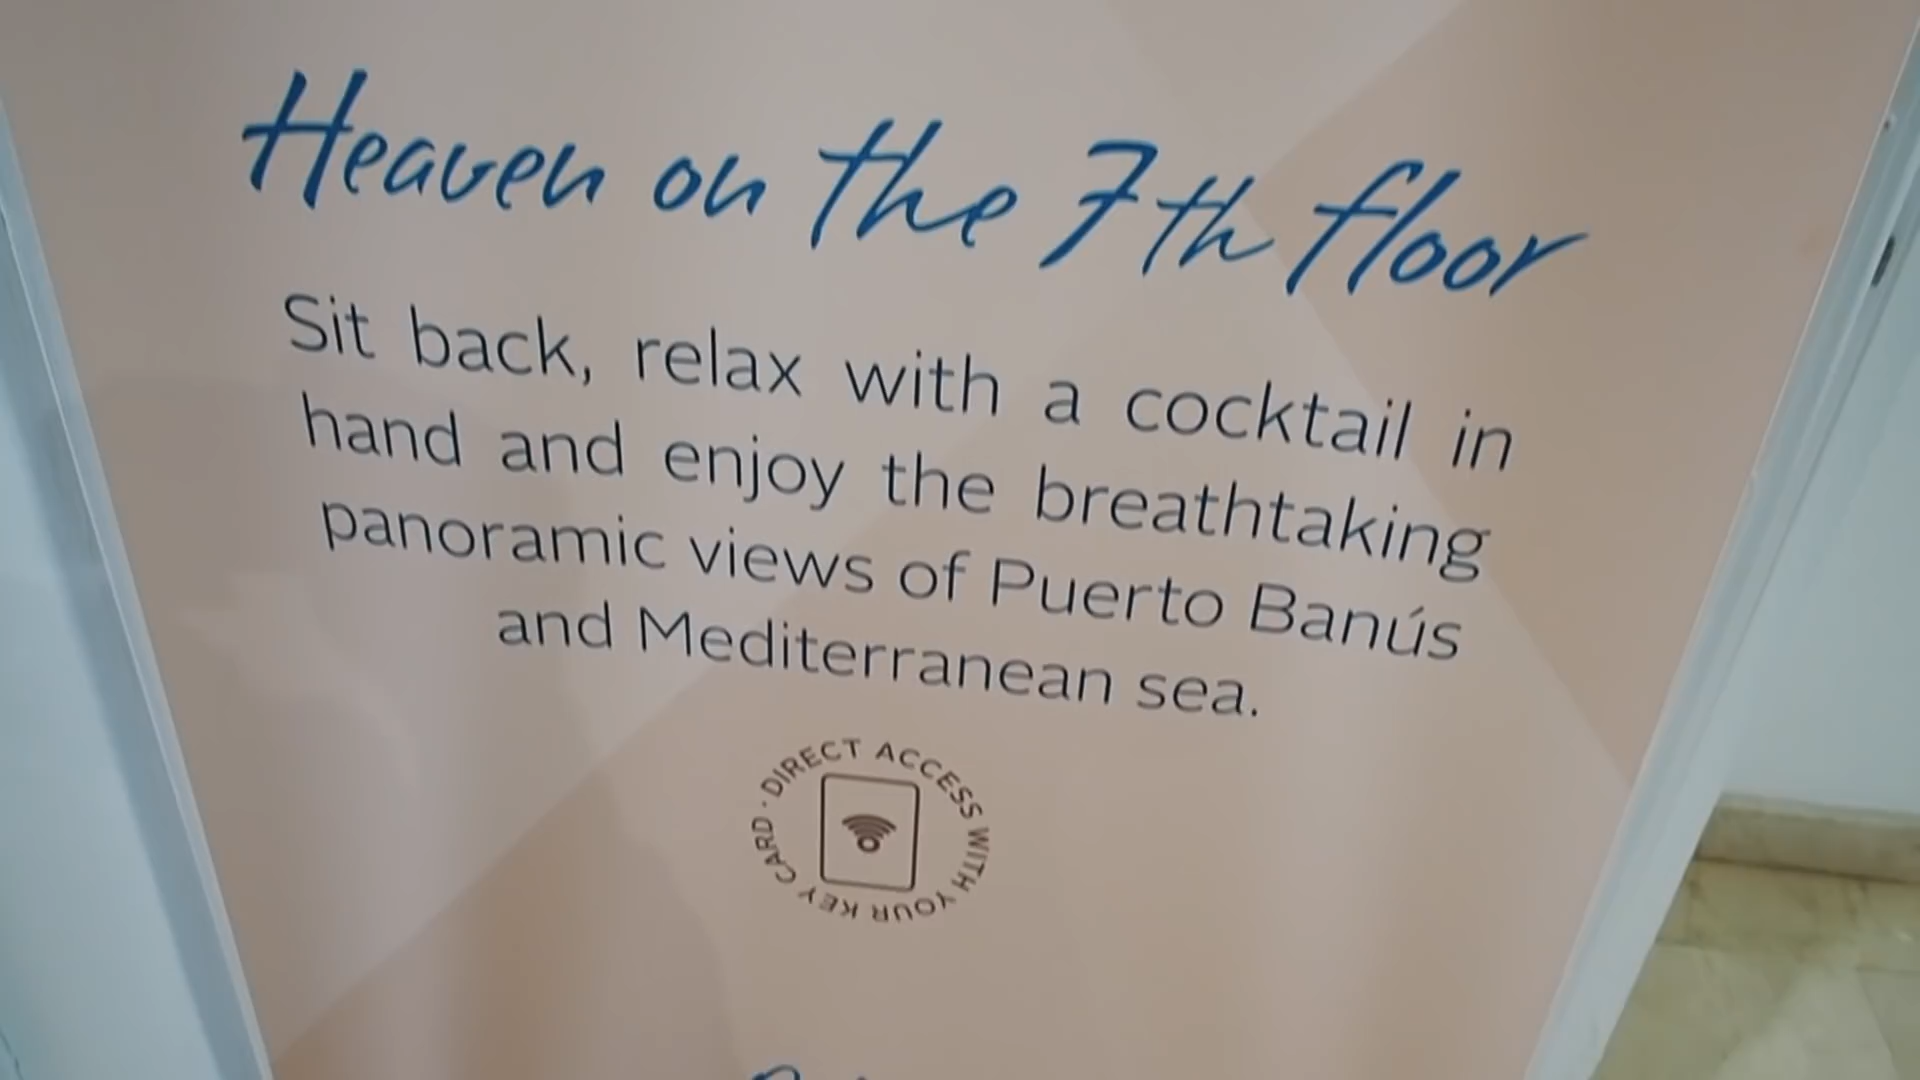 Heaven on the 7th floor
Sit back, relax with a cocktail in
hand and enjoy the breathtaking
panoramic views of Puerto Banús
and Mediterranean sea.
DIRECT ACCESS WITH YOUR KEY CARD ·